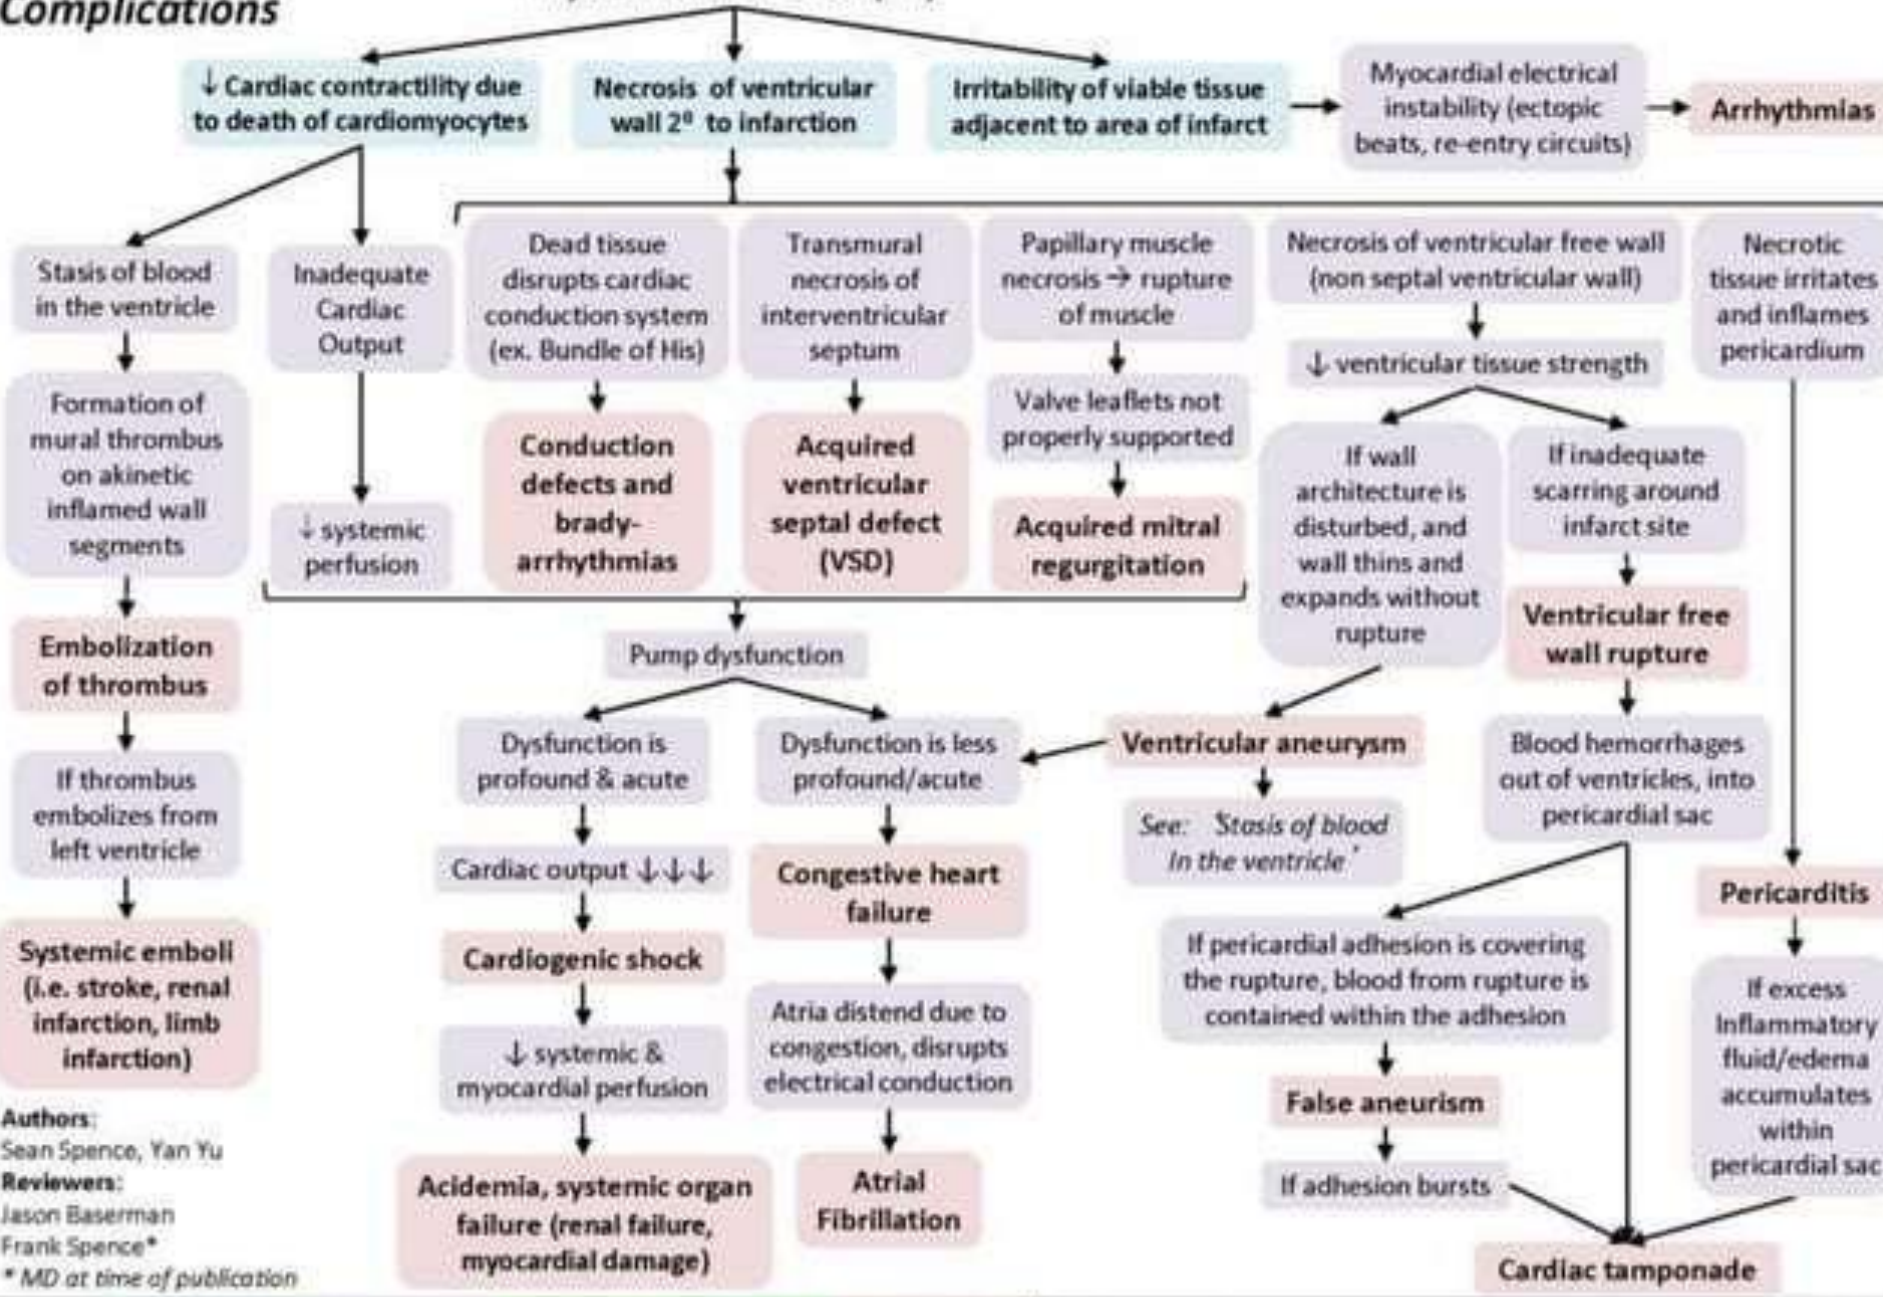 Complications
↓ Cardiac contractility due
to death of cardiomyocytes
Necrosis of ventricular
wall 2⁰ to infarction
Irritability of viable tissue
adjacent to area of infarct
Myocardial electrical
instability (ectopic
beats, re-entry circuits)
Arrhythmias
Stasis of blood
in the ventricle
Inadequate
Cardiac
Output
Dead tissue
disrupts cardiac
conduction system
(ex. Bundle of His)
Transmural
necrosis of
interventricular
septum
Papillary muscle
necrosis → rupture
of muscle
Necrosis of ventricular free wall
(non septal ventricular wall)
Necrotic
tissue irritates
and inflames
pericardium
↓ ventricular tissue strength
Formation of
mural thrombus
on akinetic
inflamed wall
segments
↓ systemic
perfusion
Conduction
defects and
brady-
arrhythmias
Acquired
ventricular
septal defect
(VSD)
Valve leaflets not
properly supported
Acquired mitral
regurgitation
If wall
architecture is
disturbed, and
wall thins and
expands without
rupture
If inadequate
scarring around
infarct site
Ventricular free
wall rupture
Embolization
of thrombus
Pump dysfunction
If thrombus
embolizes from
left ventricle
Dysfunction is
profound & acute
Dysfunction is less
profound/acute
Ventricular aneurysm
See: 'Stasis of blood
In the ventricle'
Blood hemorrhages
out of ventricles, into
pericardial sac
Cardiac output ↓↓↓
Congestive heart
failure
Pericarditis
Systemic emboli
(i.e. stroke, renal
infarction, limb
infarction)
Cardiogenic shock
If pericardial adhesion is covering
the rupture, blood from rupture is
contained within the adhesion
If excess
Inflammatory
fluid/edema
accumulates
within
pericardial sac
↓ systemic &
myocardial perfusion
Atria distend due to
congestion, disrupts
electrical conduction
False aneurism
If adhesion bursts
Acidemia, systemic organ
failure (renal failure,
myocardial damage)
Atrial
Fibrillation
Cardiac tamponade
Authors:
Sean Spence, Yan Yu
Reviewers:
Jason Baserman
Frank Spence*
* MD at time of publication